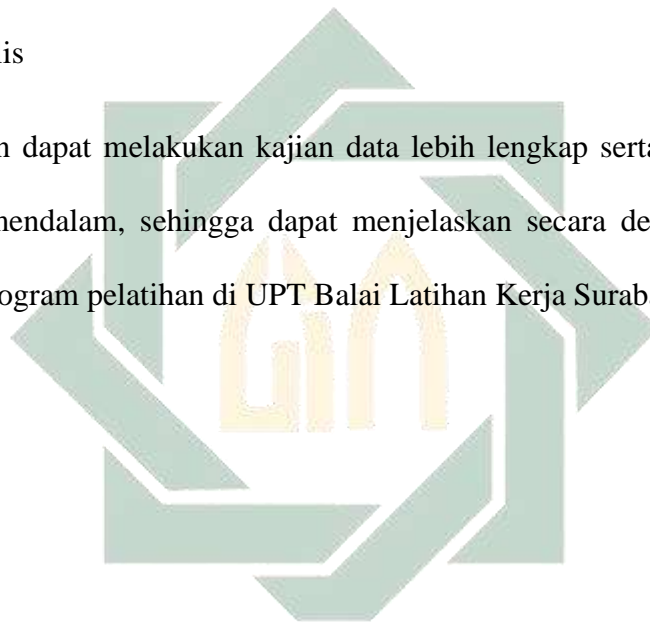 lis
n dapat melakukan kajian data lebih lengkap serta
mendalam, sehingga dapat menjelaskan secara de
ogram pelatihan di UPT Balai Latihan Kerja Surab